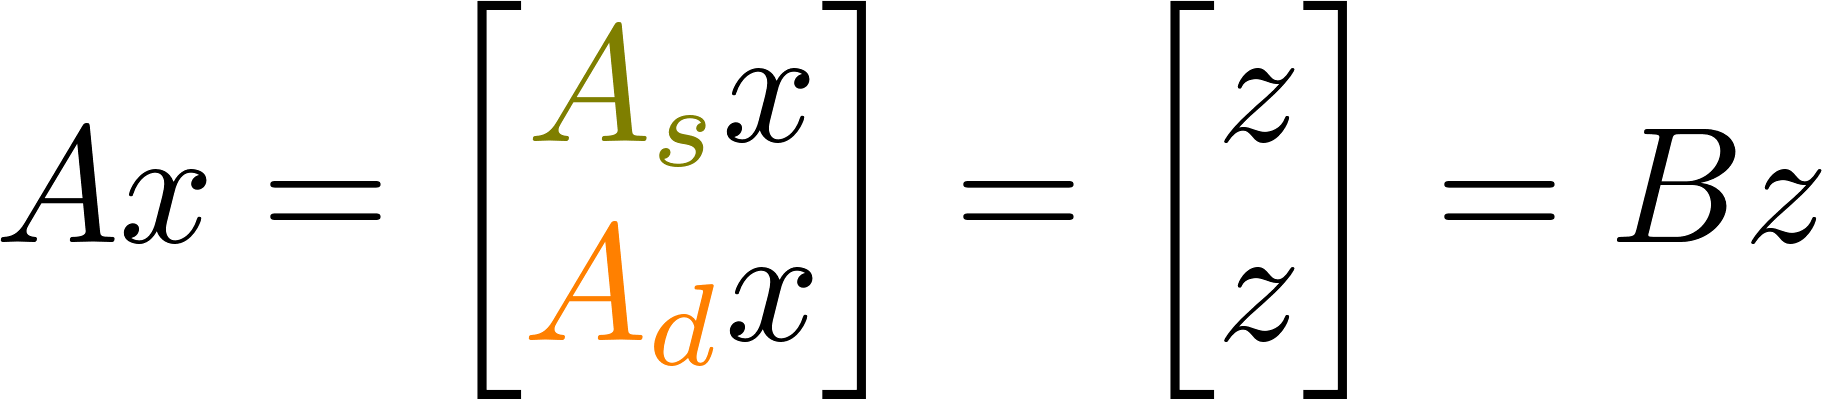 Ax = [A_s x; A_d x] = [z; z] = Bz